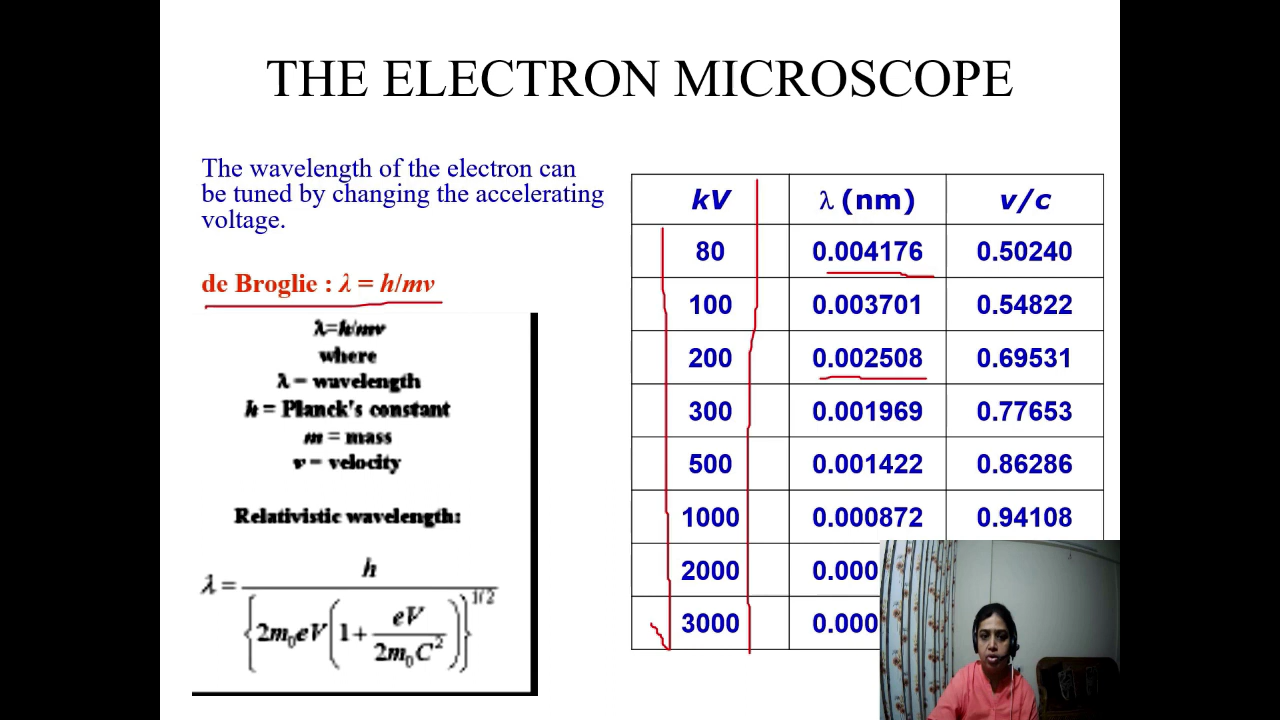 THE ELECTRON MICROSCOPE
The wavelength of the electron can
be tuned by changing the accelerating
voltage.
de Broglie : λ = h/mv
λ=h/mv
where
λ = wavelength
h = Planck's constant
m = mass
v = velocity
Relativistic wavelength:
λ = h / {2m₀eV(1 + eV / 2m₀C²)}^1/2
kV λ (nm) v/c
80 0.004176 0.50240
100 0.003701 0.54822
200 0.002508 0.69531
300 0.001969 0.77653
500 0.001422 0.86286
1000 0.000872 0.94108
2000 0.000
3000 0.000